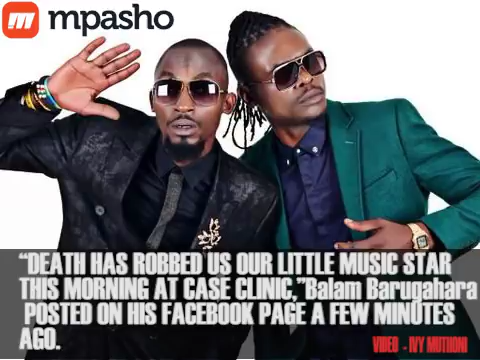 mpasho
"DEATH HAS ROBBED US OUR LITTLE MUSIC STAR
THIS MORNING AT CASE CLINIC,"Balam Barugahara
POSTED ON HIS FACEBOOK PAGE A FEW MINUTES
AGO.
VIDEO - IVY MUTHONI